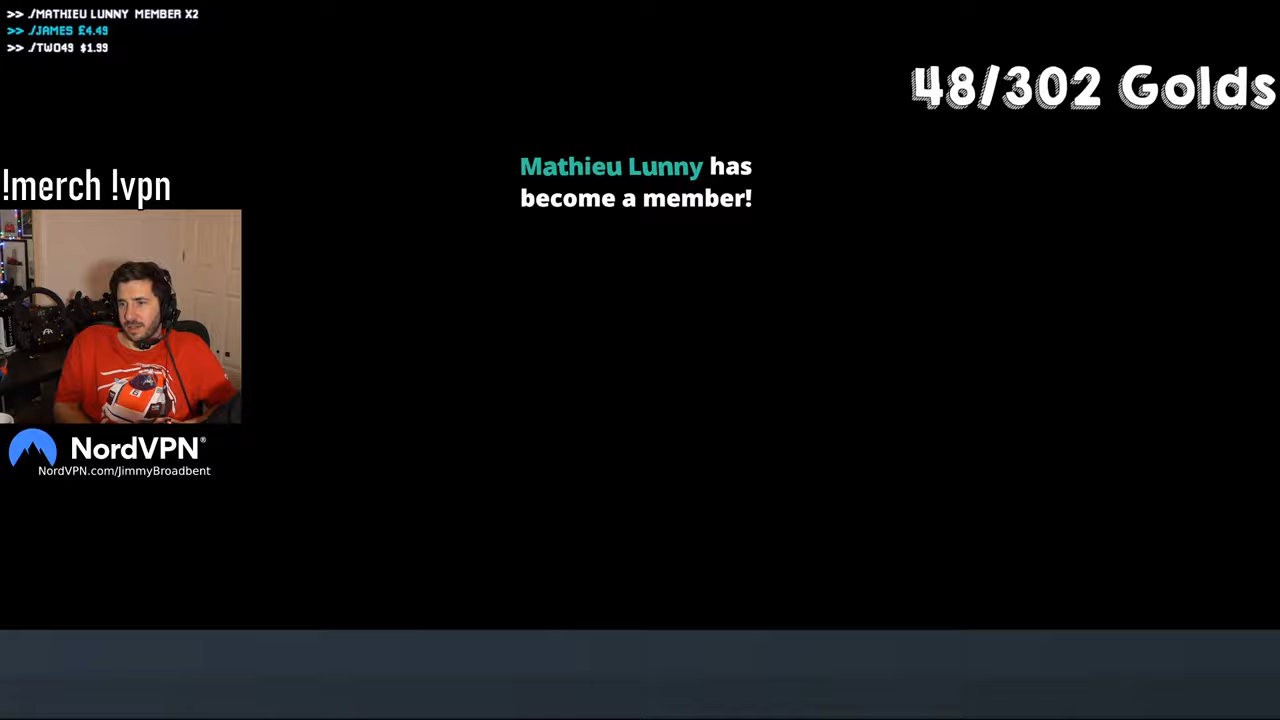 >> ./MATHIEU LUNNY MEMBER X2
>> ./JAMES £4.49
>> ./TWO49 $1.99
48/302 Golds
Mathieu Lunny has
become a member!
!merch !vpn
NordVPN®
NordVPN.com/JimmyBroadbent